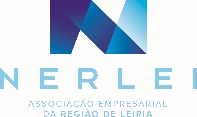 NERLEI
ASSOCIAÇÃO EMPRESARIAL
DA REGIÃO DE LEIRIA